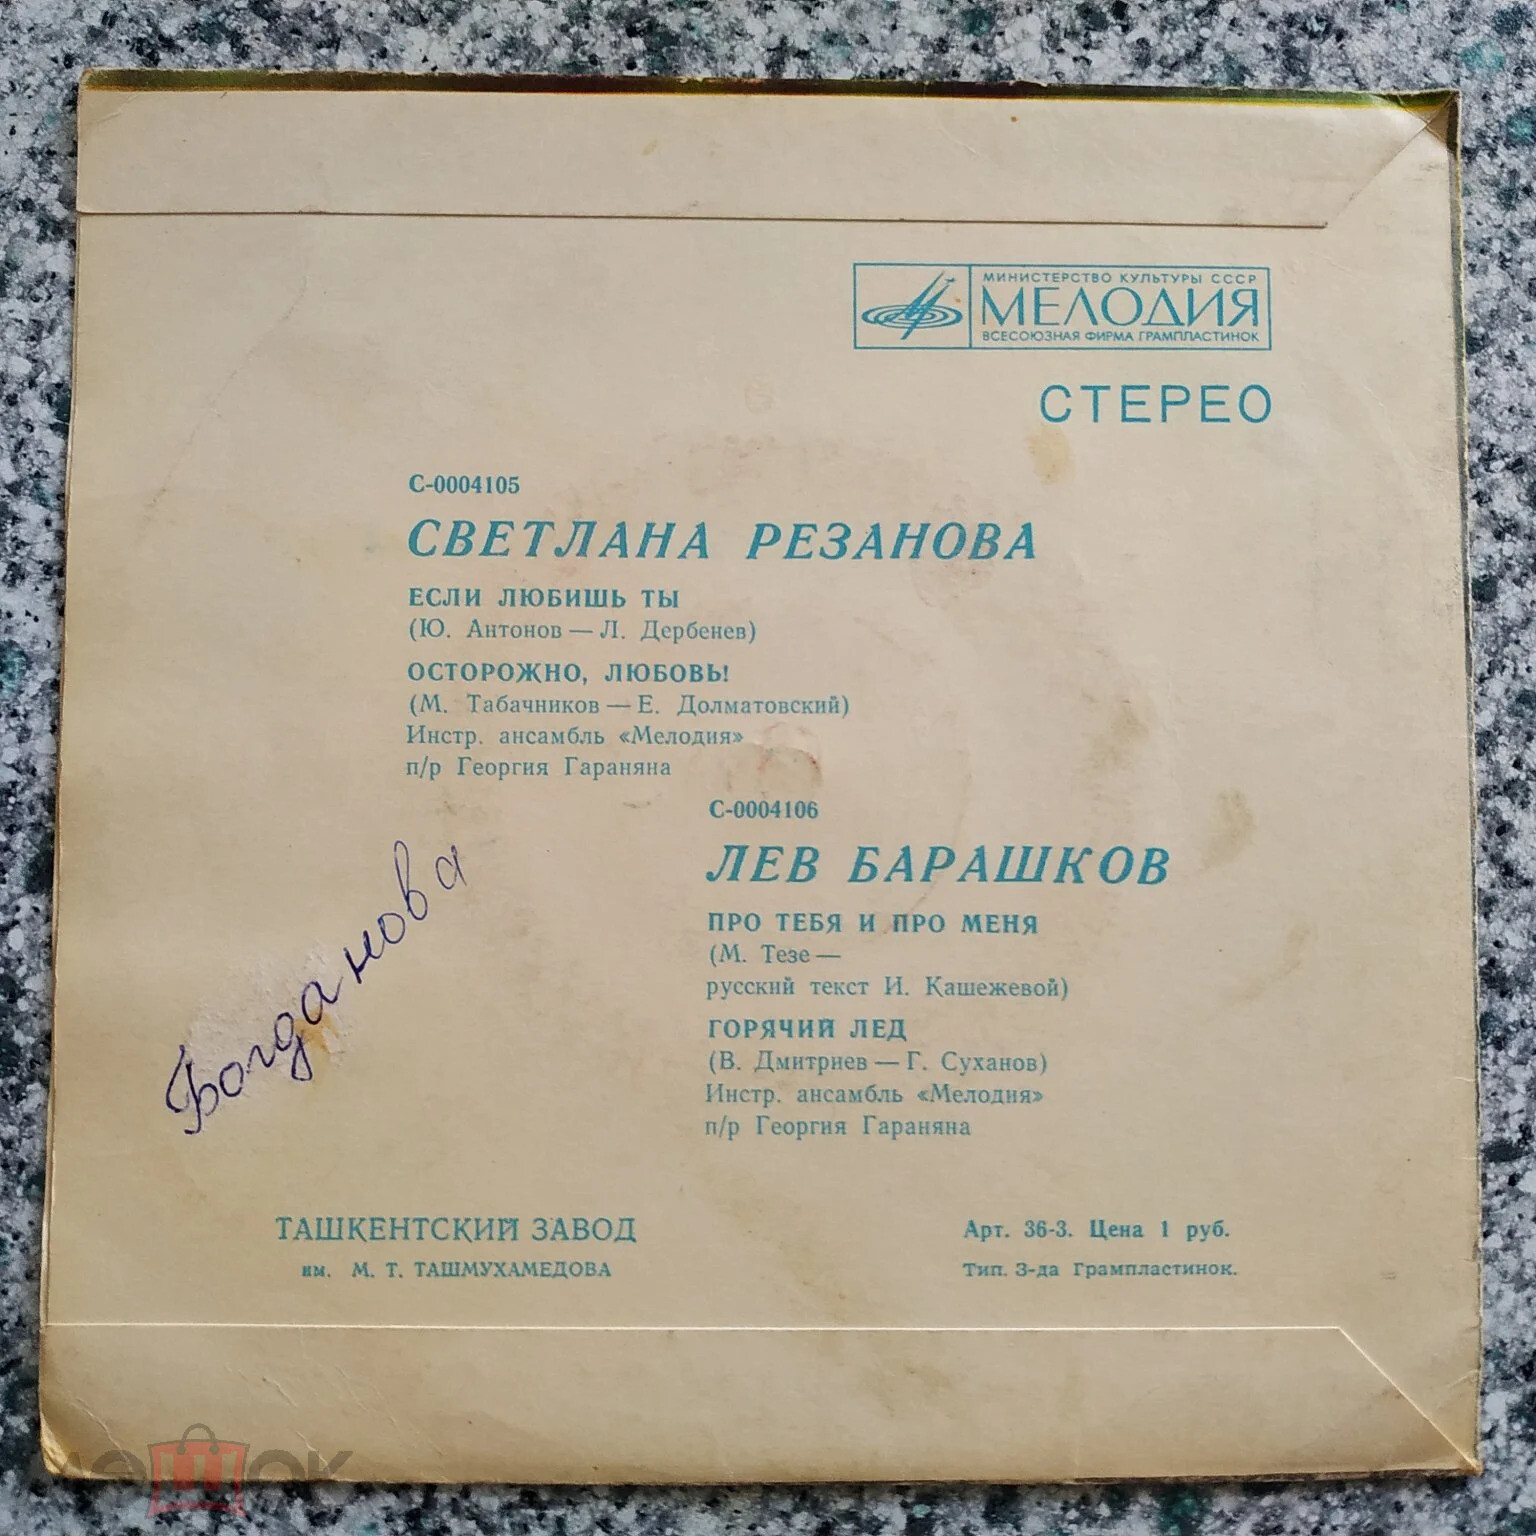 МИНИСТЕРСТВО КУЛЬТУРЫ СССР
МЕЛОДИЯ
ВСЕСОЮЗНАЯ ФИРМА ГРАМПЛАСТИНОК
СТЕРЕО
С-0004105
СВЕТЛАНА РЕЗАНОВА
ЕСЛИ ЛЮБИШЬ ТЫ
(Ю. Антонов — Л. Дербенев)
ОСТОРОЖНО, ЛЮБОВЬ!
(М. Табачников — Е. Долматовский)
Инстр. ансамбль «Мелодия»
п/р Георгия Гараняна
С-0004106
ЛЕВ БАРАШКОВ
ПРО ТЕБЯ И ПРО МЕНЯ
(М. Тезе —
русский текст И. Кашежевой)
ГОРЯЧИЙ ЛЕД
(В. Дмитриев — Г. Суханов)
Инстр. ансамбль «Мелодия»
п/р Георгия Гараняна
Богданова
ТАШКЕНТСКИЙ ЗАВОД
им. М. Т. ТАШМУХАМЕДОВА
Арт. 36-3. Цена 1 руб.
Тип. З-да Грампластинок.
мешок